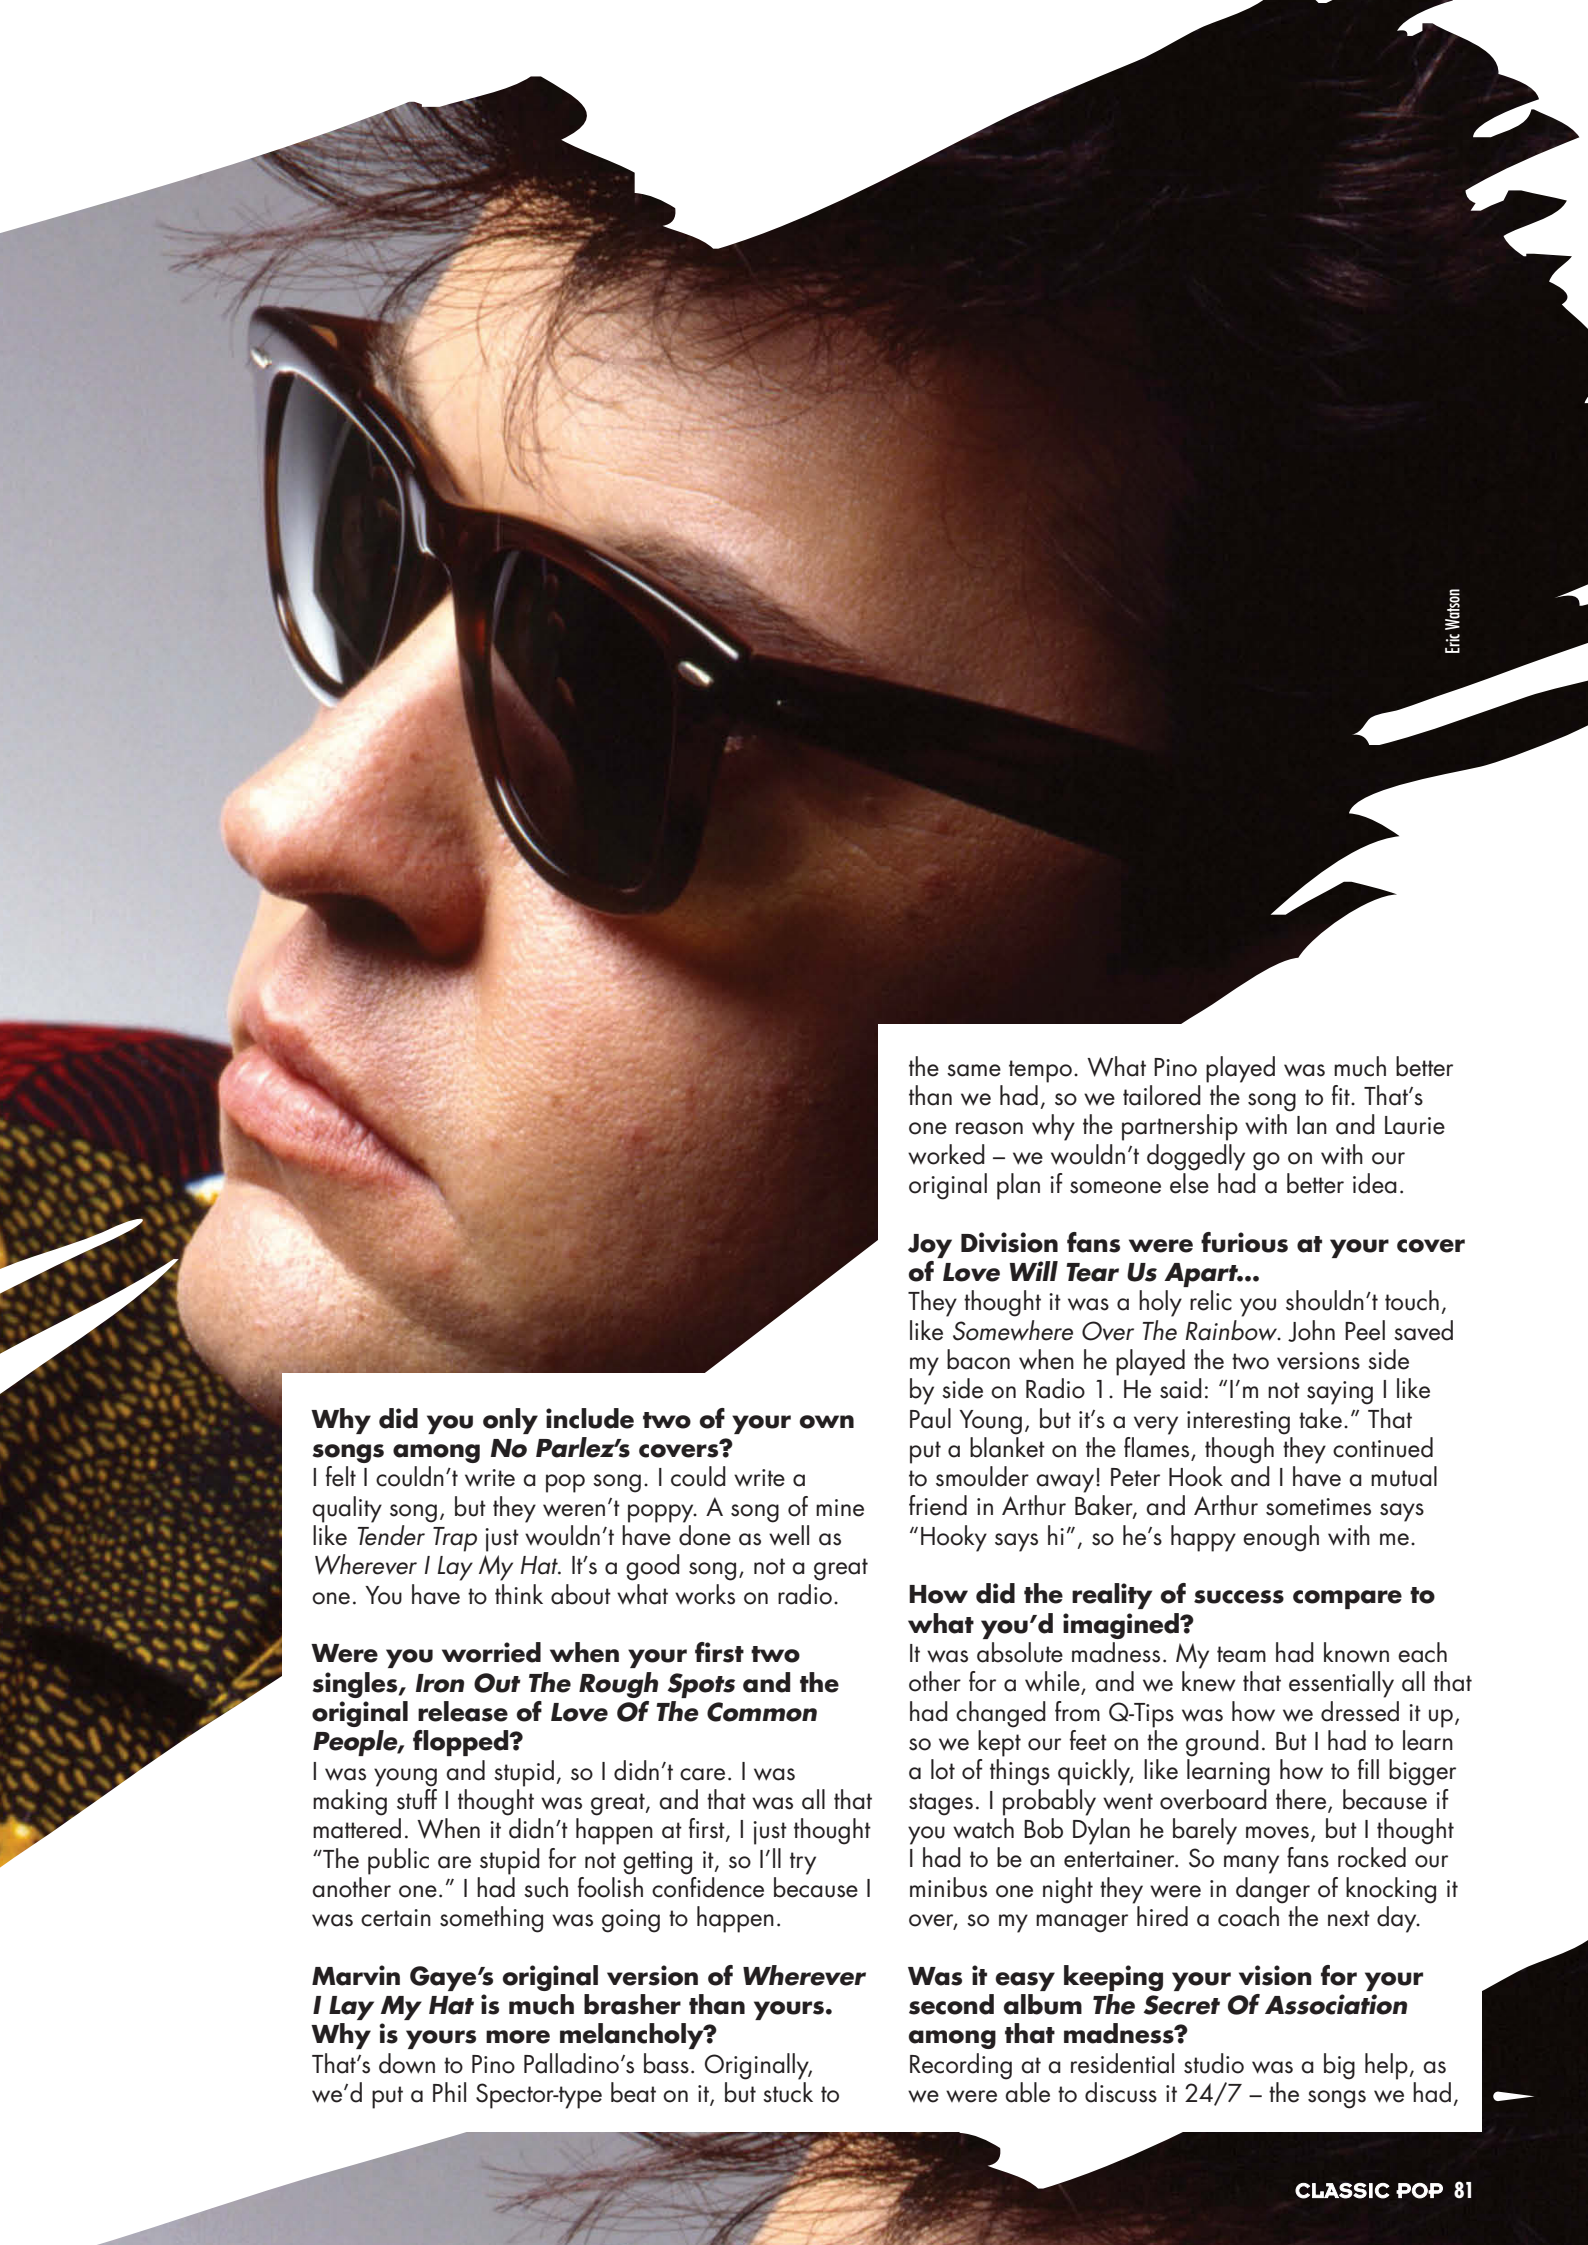 Eric Watson
Why did you only include two of your own
songs among No Parlez’s covers?
I felt I couldn’t write a pop song. I could write a
quality song, but they weren’t poppy. A song of mine
like Tender Trap just wouldn’t have done as well as
Wherever I Lay My Hat. It’s a good song, not a great
one. You have to think about what works on radio.
Were you worried when your first two
singles, Iron Out The Rough Spots and the
original release of Love Of The Common
People, flopped?
I was young and stupid, so I didn’t care. I was
making stuff I thought was great, and that was all that
mattered. When it didn’t happen at first, I just thought
“The public are stupid for not getting it, so I’ll try
another one.” I had such foolish confidence because I
was certain something was going to happen.
Marvin Gaye’s original version of Wherever
I Lay My Hat is much brasher than yours.
Why is yours more melancholy?
That’s down to Pino Palladino’s bass. Originally,
we’d put a Phil Spector-type beat on it, but stuck to
the same tempo. What Pino played was much better
than we had, so we tailored the song to fit. That’s
one reason why the partnership with Ian and Laurie
worked – we wouldn’t doggedly go on with our
original plan if someone else had a better idea.
Joy Division fans were furious at your cover
of Love Will Tear Us Apart...
They thought it was a holy relic you shouldn’t touch,
like Somewhere Over The Rainbow. John Peel saved
my bacon when he played the two versions side
by side on Radio 1. He said: “I’m not saying I like
Paul Young, but it’s a very interesting take.” That
put a blanket on the flames, though they continued
to smoulder away! Peter Hook and I have a mutual
friend in Arthur Baker, and Arthur sometimes says
“Hooky says hi”, so he’s happy enough with me.
How did the reality of success compare to
what you’d imagined?
It was absolute madness. My team had known each
other for a while, and we knew that essentially all that
had changed from Q-Tips was how we dressed it up,
so we kept our feet on the ground. But I had to learn
a lot of things quickly, like learning how to fill bigger
stages. I probably went overboard there, because if
you watch Bob Dylan he barely moves, but I thought
I had to be an entertainer. So many fans rocked our
minibus one night they were in danger of knocking it
over, so my manager hired a coach the next day.
Was it easy keeping your vision for your
second album The Secret Of Association
among that madness?
Recording at a residential studio was a big help, as
we were able to discuss it 24/7 – the songs we had,
CLASSIC POP 81